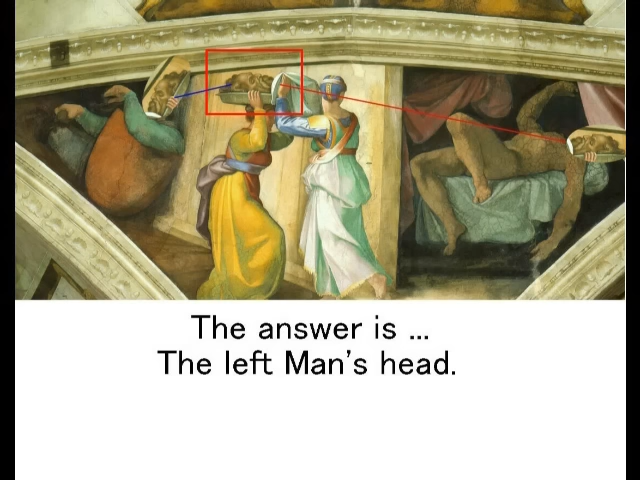 The answer is ...
The left Man's head.